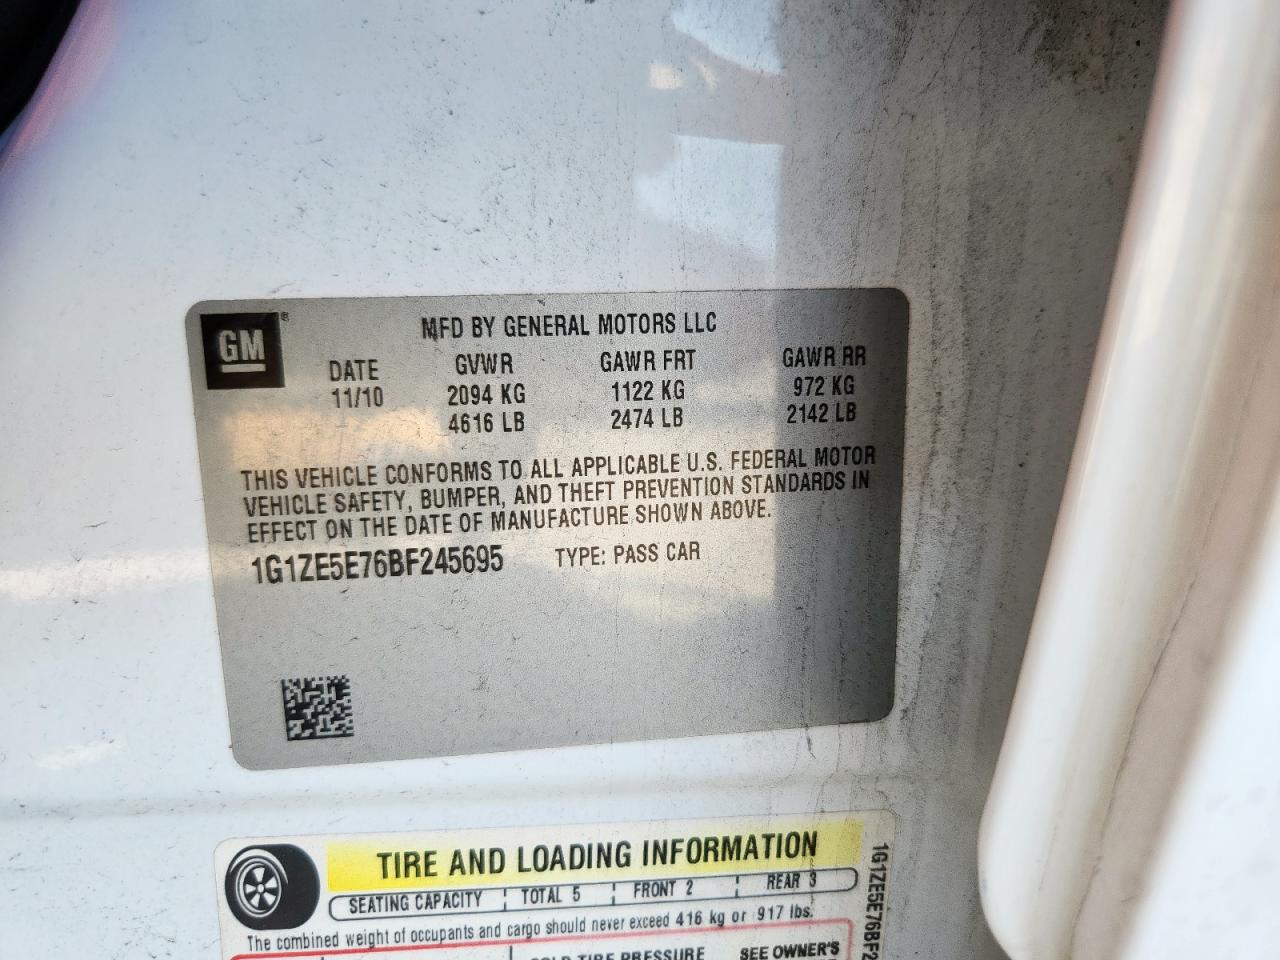 GM ®
MFD BY GENERAL MOTORS LLC
DATE GVWR GAWR FRT GAWR RR
11/10 2094 KG 1122 KG 972 KG
4616 LB 2474 LB 2142 LB
THIS VEHICLE CONFORMS TO ALL APPLICABLE U.S. FEDERAL MOTOR
VEHICLE SAFETY, BUMPER, AND THEFT PREVENTION STANDARDS IN
EFFECT ON THE DATE OF MANUFACTURE SHOWN ABOVE.
1G1ZE5E76BF245695 TYPE: PASS CAR
TIRE AND LOADING INFORMATION
SEATING CAPACITY TOTAL 5 FRONT 2 REAR 3
The combined weight of occupants and cargo should never exceed 416 kg or 917 lbs.
TIRE PRESSURE SEE OWNER'S
1G1ZE5E76BF2